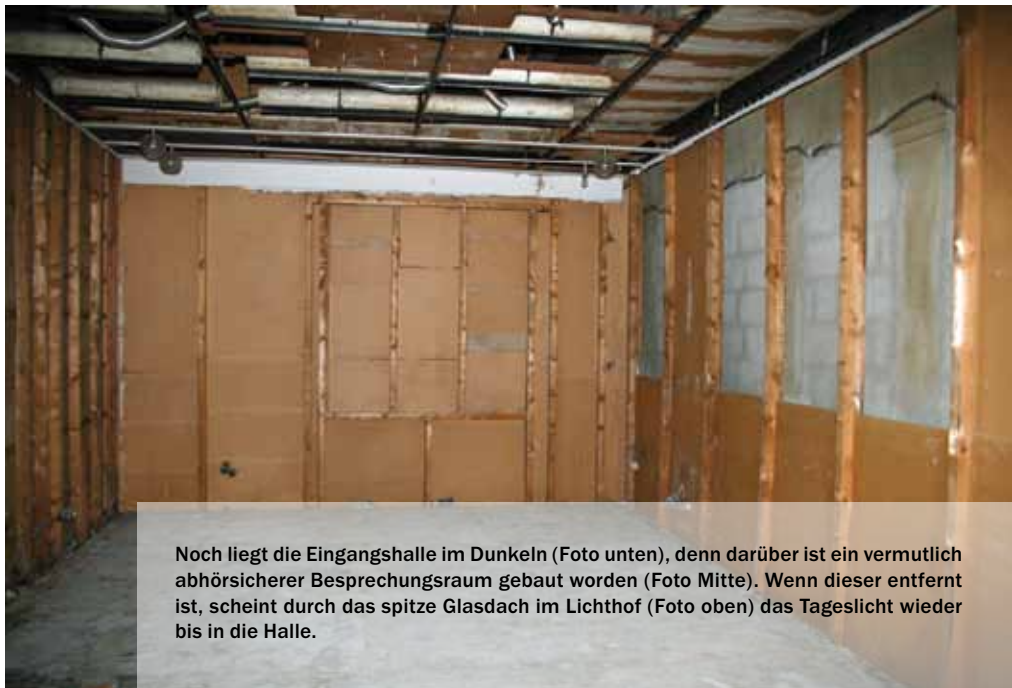 Noch liegt die Eingangshalle im Dunkeln (Foto unten), denn darüber ist ein vermutlich
abhörsicherer Besprechungsraum gebaut worden (Foto Mitte). Wenn dieser entfernt
ist, scheint durch das spitze Glasdach im Lichthof (Foto oben) das Tageslicht wieder
bis in die Halle.